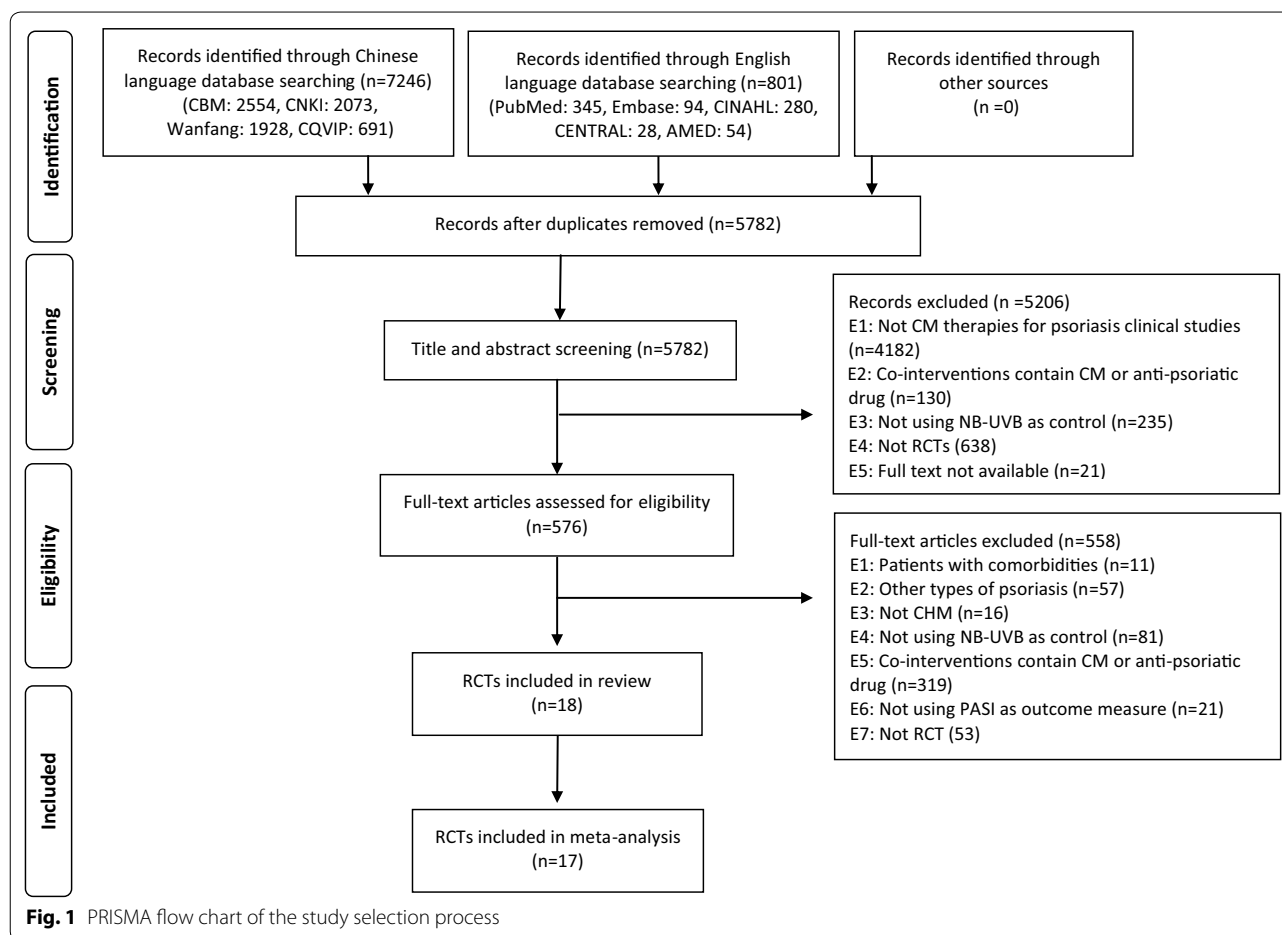 Identification
Records identified through Chinese
language database searching (n=7246)
(CBM: 2554, CNKI: 2073,
Wanfang: 1928, CQVIP: 691)
Records identified through English
language database searching (n=801)
(PubMed: 345, Embase: 94, CINAHL: 280,
CENTRAL: 28, AMED: 54)
Records identified through
other sources
(n =0)
Records after duplicates removed (n=5782)
Screening
Title and abstract screening (n=5782)
Records excluded (n =5206)
E1: Not CM therapies for psoriasis clinical studies
(n=4182)
E2: Co-interventions contain CM or anti-psoriatic
drug (n=130)
E3: Not using NB-UVB as control (n=235)
E4: Not RCTs (638)
E5: Full text not available (n=21)
Eligibility
Full-text articles assessed for eligibility
(n=576)
Full-text articles excluded (n=558)
E1: Patients with comorbidities (n=11)
E2: Other types of psoriasis (n=57)
E3: Not CHM (n=16)
E4: Not using NB-UVB as control (n=81)
E5: Co-interventions contain CM or anti-psoriatic
drug (n=319)
E6: Not using PASI as outcome measure (n=21)
E7: Not RCT (53)
Included
RCTs included in review
(n=18)
RCTs included in meta-analysis
(n=17)
Fig. 1 PRISMA flow chart of the study selection process